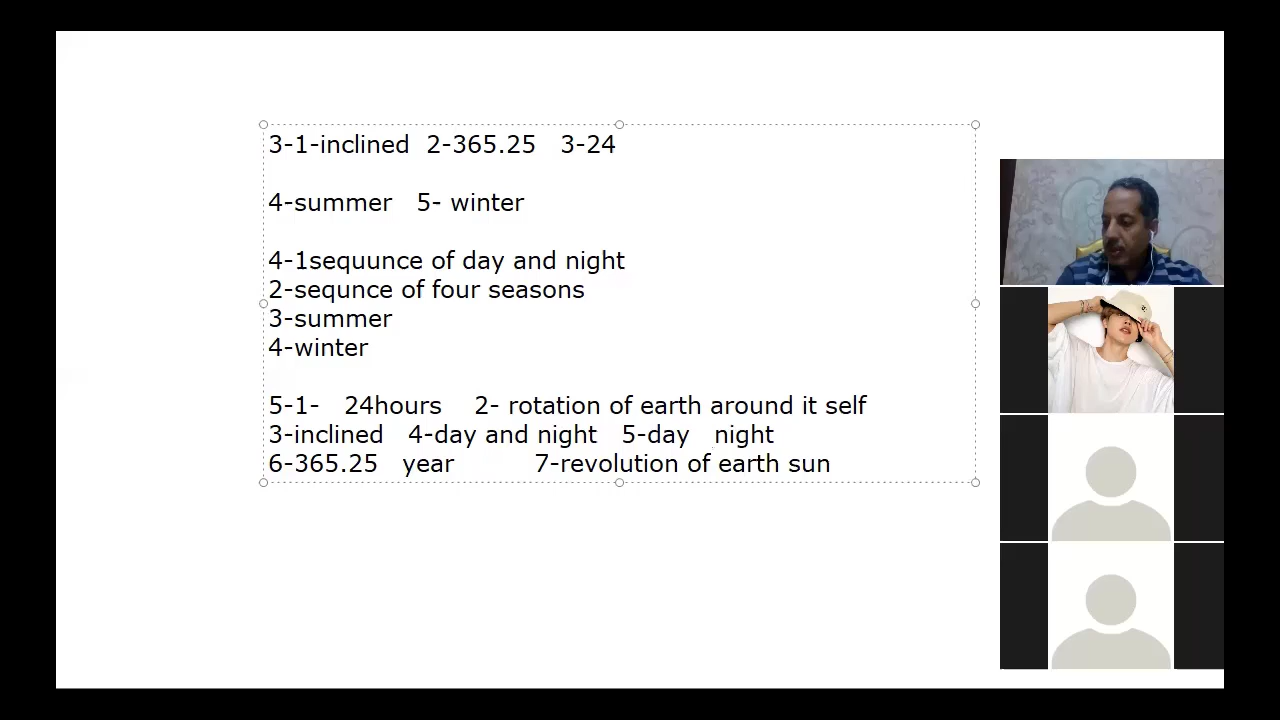 3-1-inclined 2-365.25 3-24
4-summer 5- winter
4-1sequunce of day and night
2-sequnce of four seasons
3-summer
4-winter
5-1- 24hours 2- rotation of earth around it self
3-inclined 4-day and night 5-day night
6-365.25 year 7-revolution of earth sun